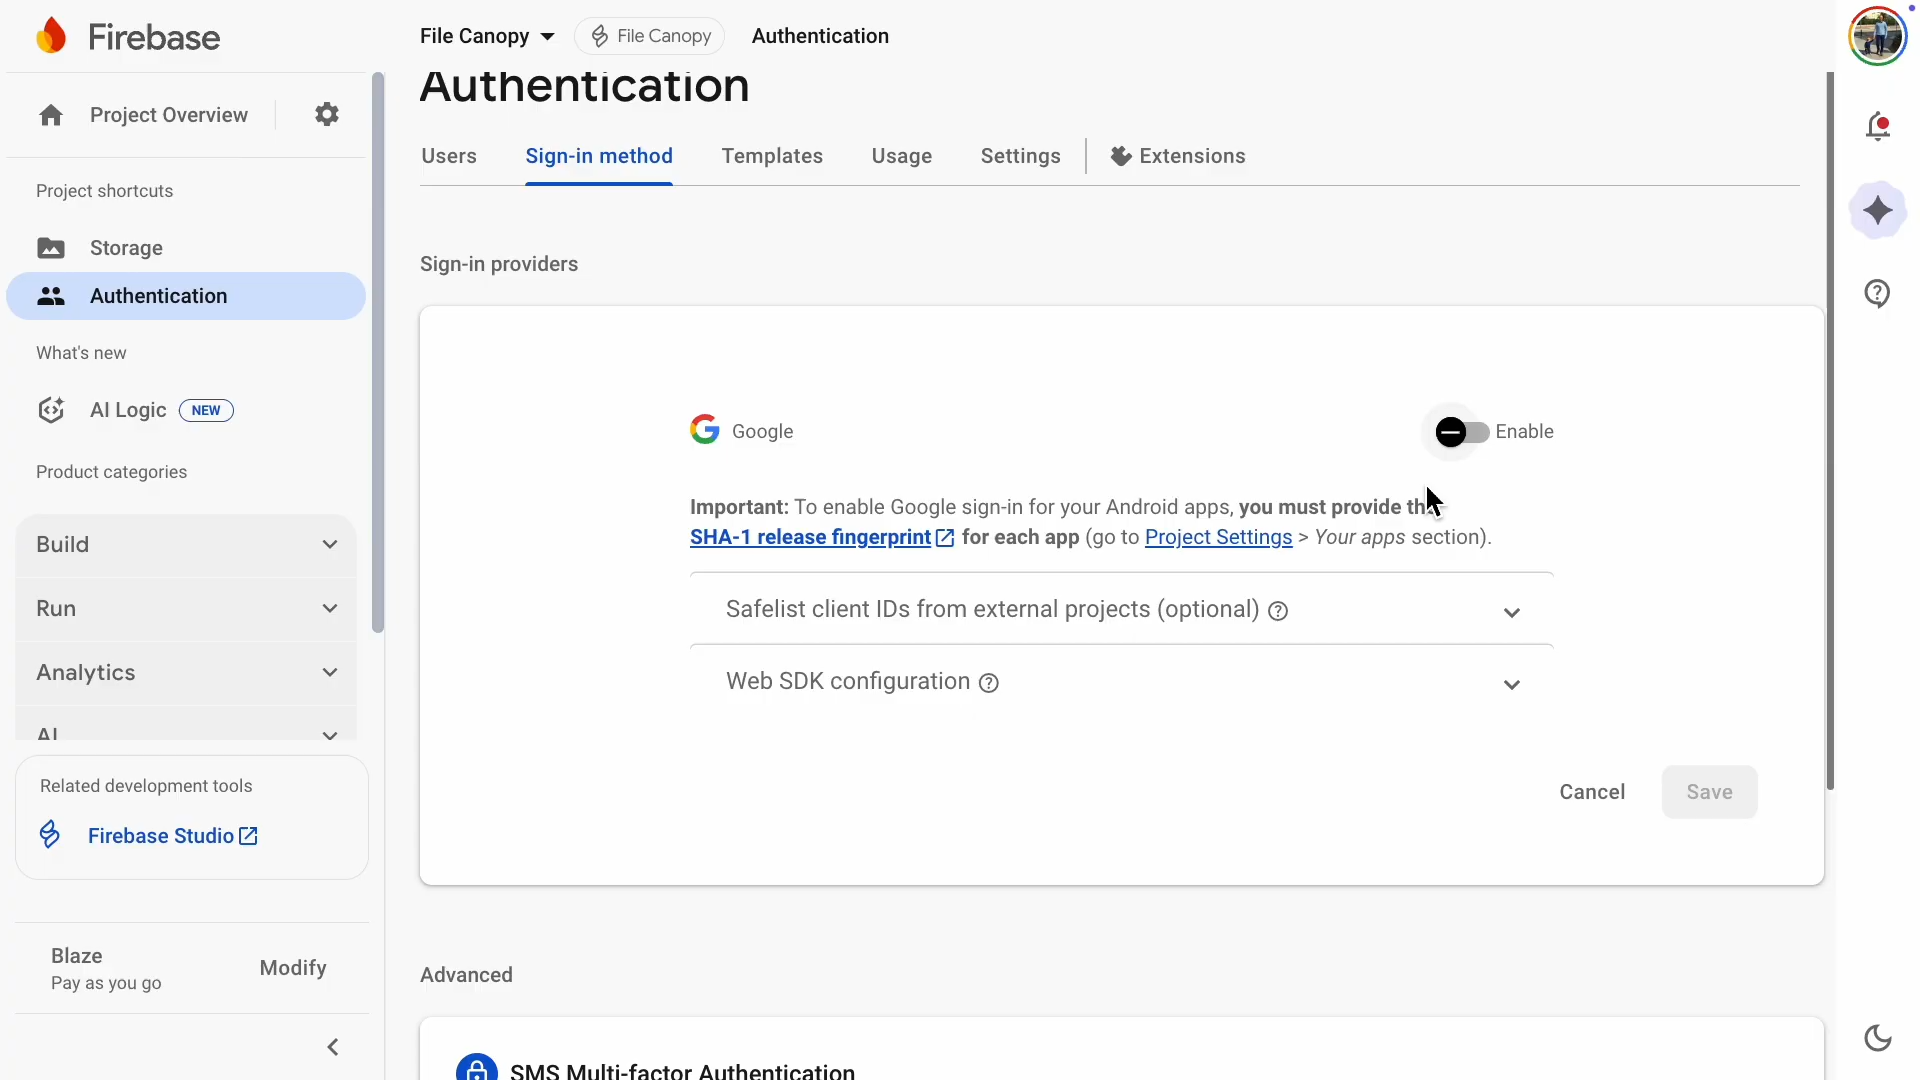 Firebase
File Canopy
File Canopy
Authentication
Authentication
Project Overview
Users
Sign-in method
Templates
Usage
Settings
Extensions
Project shortcuts
Storage
Authentication
What's new
AI Logic
NEW
Product categories
Build
Run
Analytics
AI
Related development tools
Firebase Studio
Blaze
Pay as you go
Modify
Sign-in providers
Google
Enable
Important: To enable Google sign-in for your Android apps, you must provide
SHA-1 release fingerprint for each app (go to Project Settings > Your apps section).
Safelist client IDs from external projects (optional)
Web SDK configuration
Cancel
Save
Advanced
SMS Multi-factor Authentication